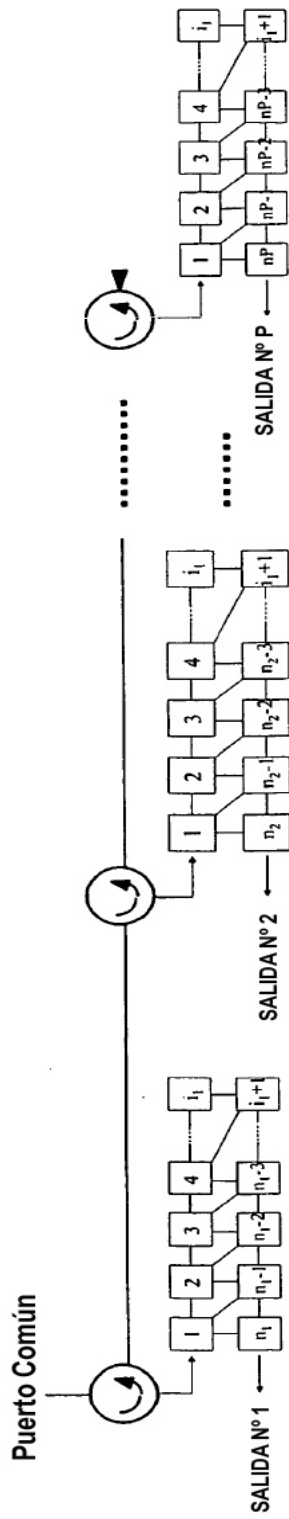 Puerto Común
1 2 3 4 i₁
n₁ n₁-1 n₁-2 n₁-3 i₁+1
SALIDA Nº 1
1 2 3 4 i₁
n₂ n₂-1 n₂-2 n₂-3 i₁+1
SALIDA Nº 2
1 2 3 4 i₁
nP nP- nP-2 nP-3 i₁+1
SALIDA Nº P